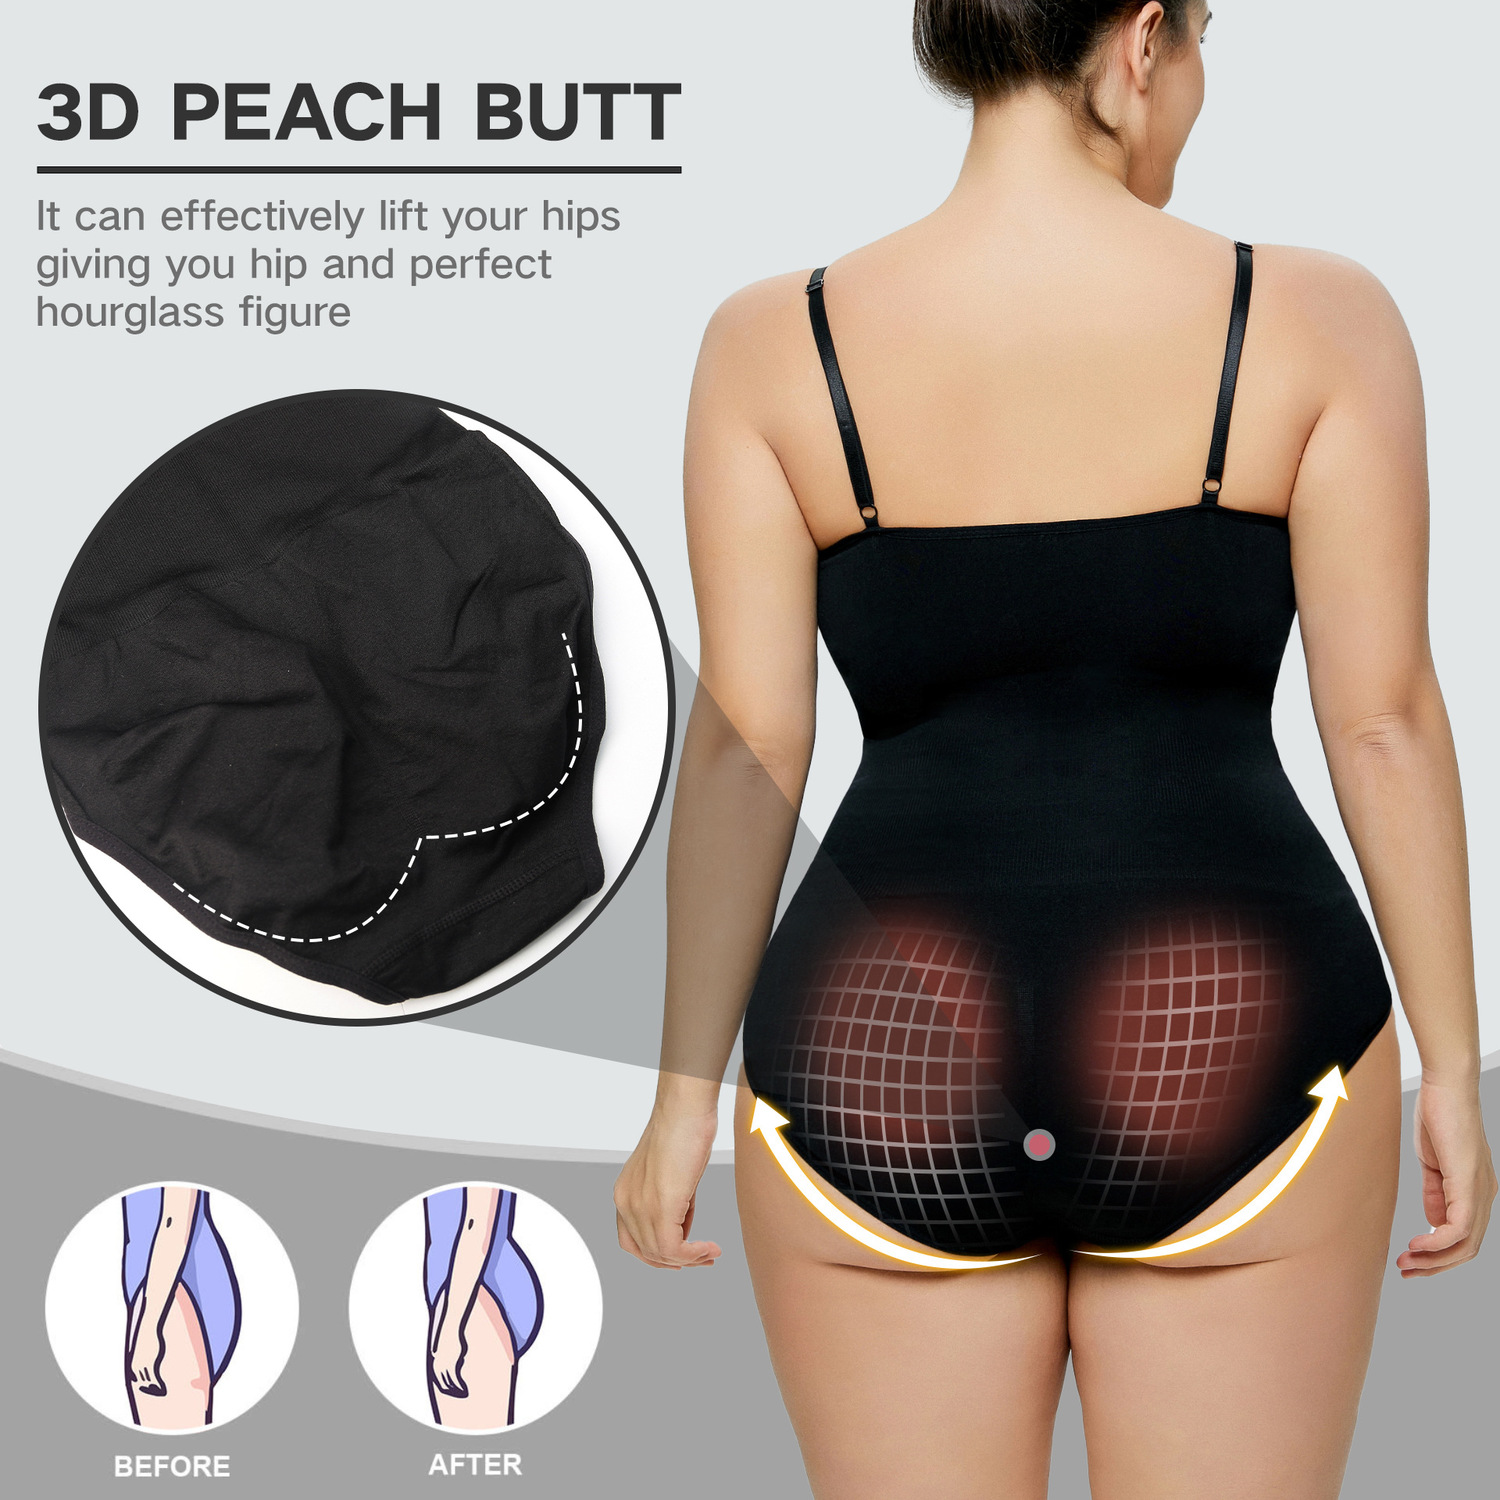 3D PEACH BUTT
It can effectively lift your hips
giving you hip and perfect
hourglass figure
BEFORE
AFTER